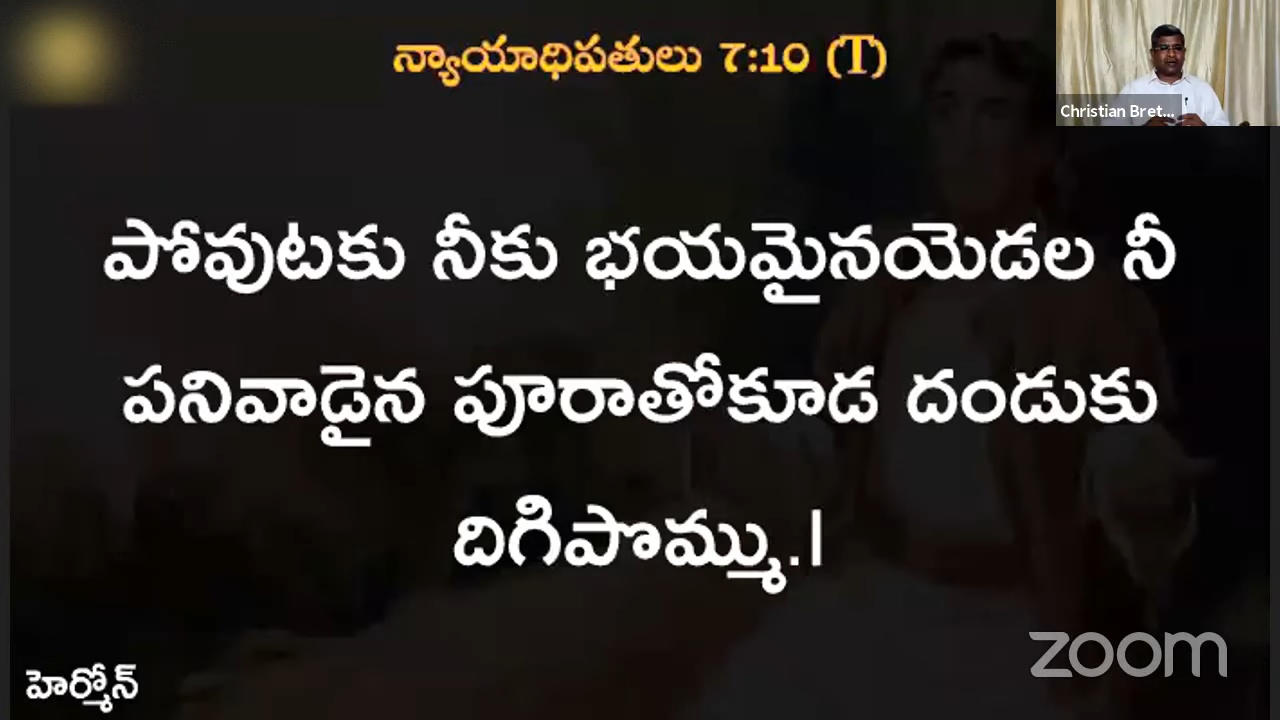 న్యాయాధిపతులు 7:10 (T)
Christian Bret...
పోవుటకు నీకు భయమైనయెడల నీ
పనివాడైన పూరాతోకూడ దండుకు
దిగిపొమ్ము.I
zoom
హెర్మోన్